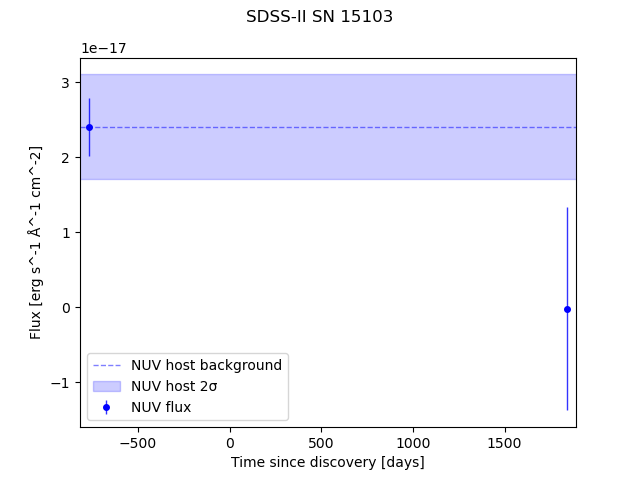 SDSS-II SN 15103
1e−17
3
2
1
0
−1
Flux [erg s^-1 Å^-1 cm^-2]
NUV host background
NUV host 2σ
NUV flux
−500
0
500
1000
1500
Time since discovery [days]